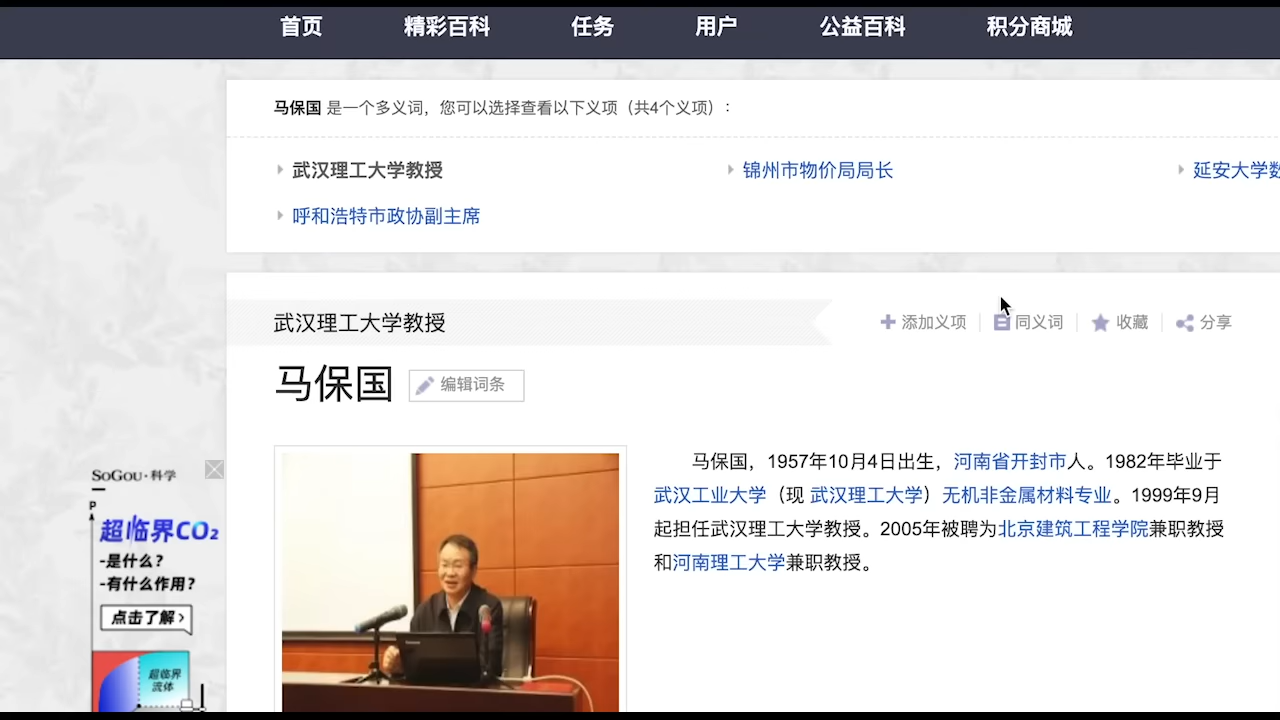 首页 精彩百科 任务 用户 公益百科 积分商城
马保国 是一个多义词，您可以选择查看以下义项（共4个义项）：
武汉理工大学教授 锦州市物价局局长 延安大学数
呼和浩特市政协副主席
武汉理工大学教授 添加义项 同义词 收藏 分享
马保国 编辑词条
马保国，1957年10月4日出生，河南省开封市人。1982年毕业于
武汉工业大学（现 武汉理工大学）无机非金属材料专业。1999年9月
起担任武汉理工大学教授。2005年被聘为北京建筑工程学院兼职教授
和河南理工大学兼职教授。
SoGou·科学
P
超临界CO₂
-是什么？
-有什么作用？
点击了解>
超临界
流体